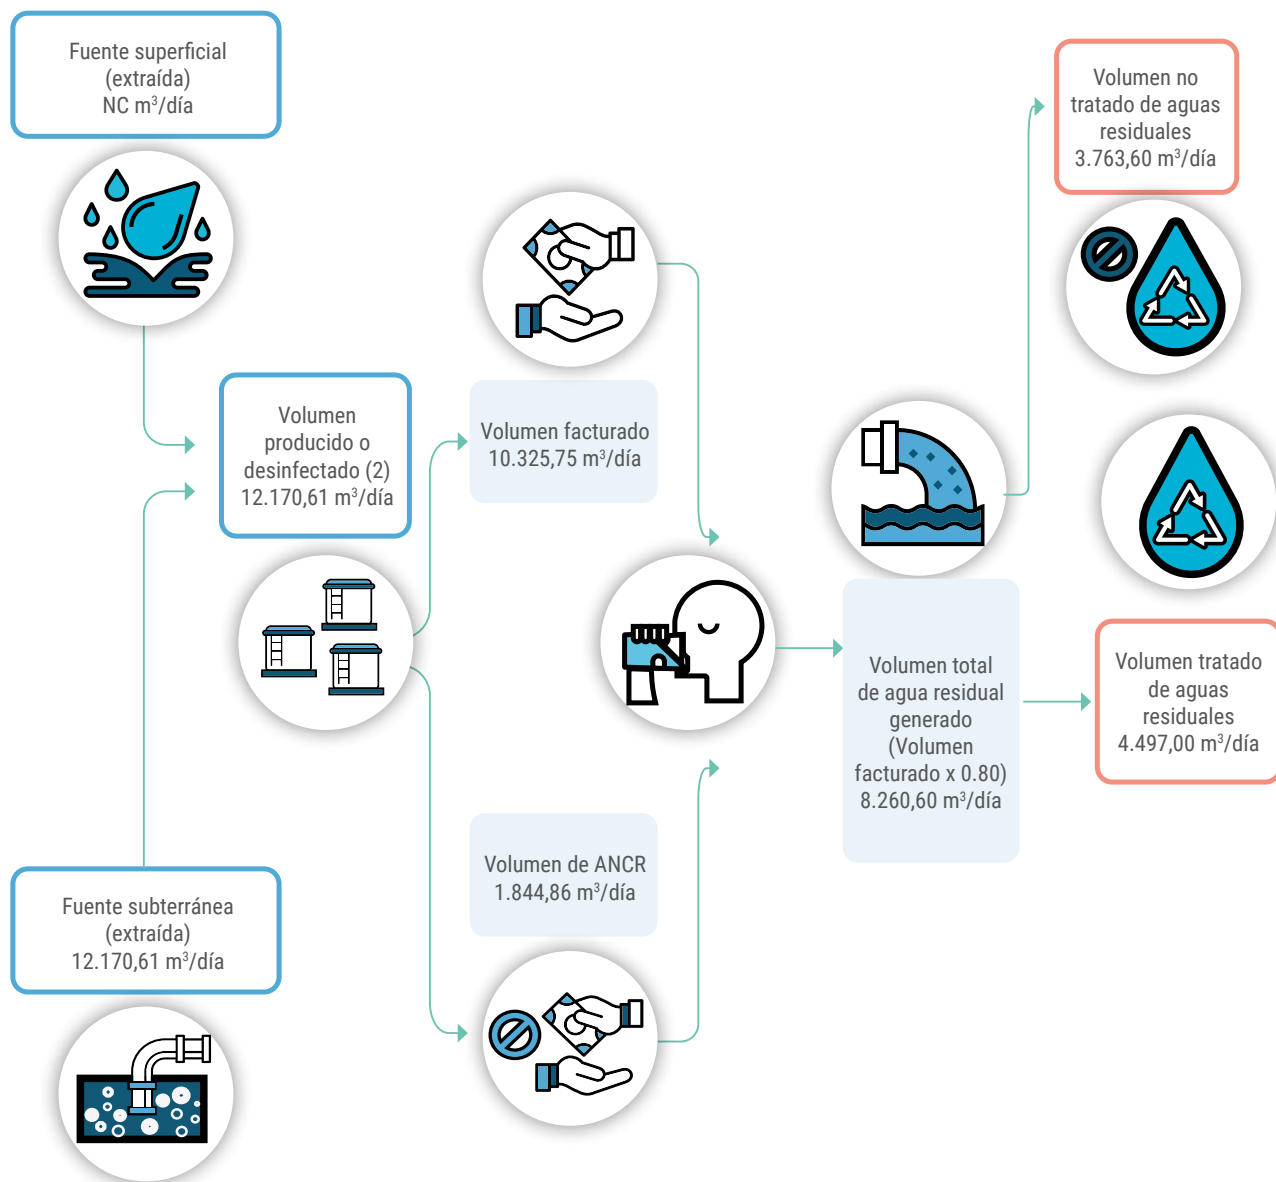 Fuente superficial
(extraída)
NC m³/día
Volumen
producido o
desinfectado (2)
12.170,61 m³/día
Fuente subterránea
(extraída)
12.170,61 m³/día
Volumen facturado
10.325,75 m³/día
Volumen de ANCR
1.844,86 m³/día
Volumen total
de agua residual
generado
(Volumen
facturado x 0.80)
8.260,60 m³/día
Volumen no
tratado de aguas
residuales
3.763,60 m³/día
Volumen tratado
de aguas
residuales
4.497,00 m³/día